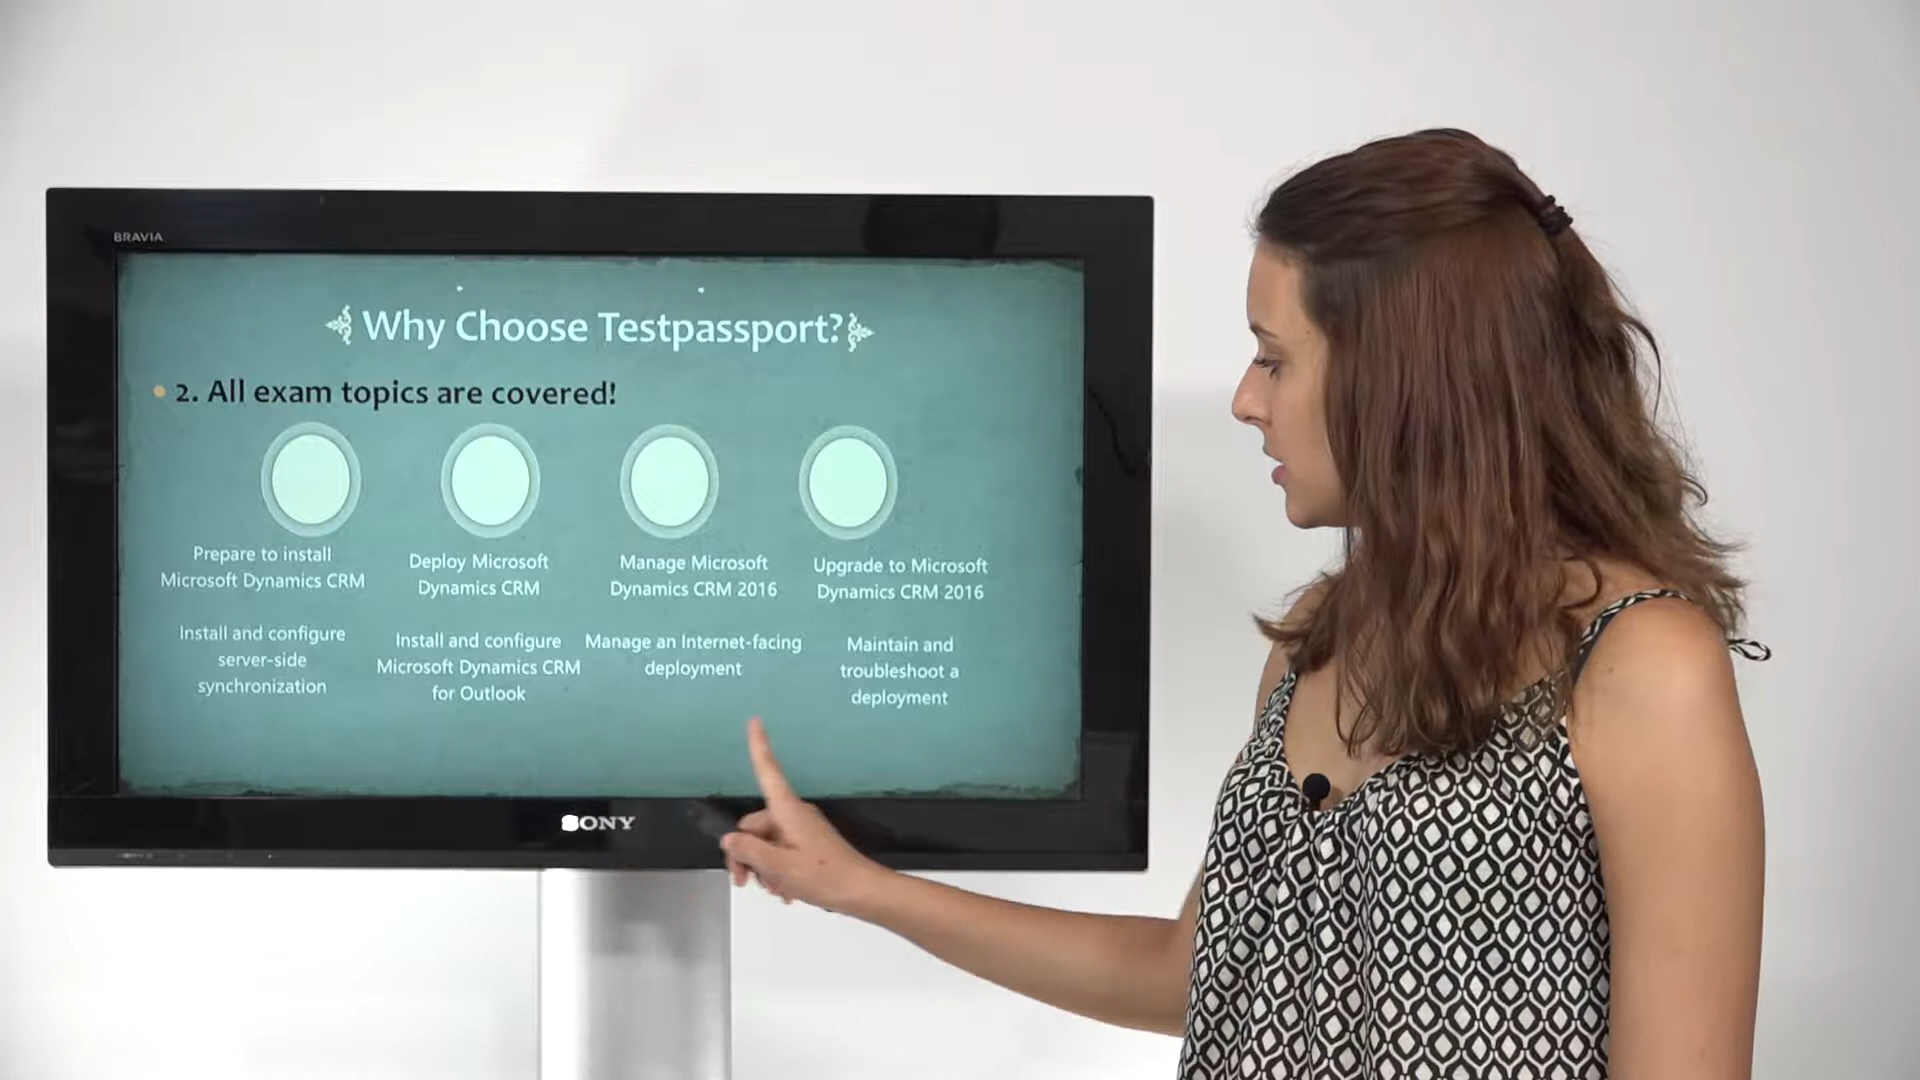 BRAVIA
Why Choose Testpassport?
• 2. All exam topics are covered!
Prepare to install
Microsoft Dynamics CRM
Deploy Microsoft
Dynamics CRM
Manage Microsoft
Dynamics CRM 2016
Upgrade to Microsoft
Dynamics CRM 2016
Install and configure
server-side
synchronization
Install and configure
Microsoft Dynamics CRM
for Outlook
Manage an Internet-facing
deployment
Maintain and
troubleshoot a
deployment
SONY